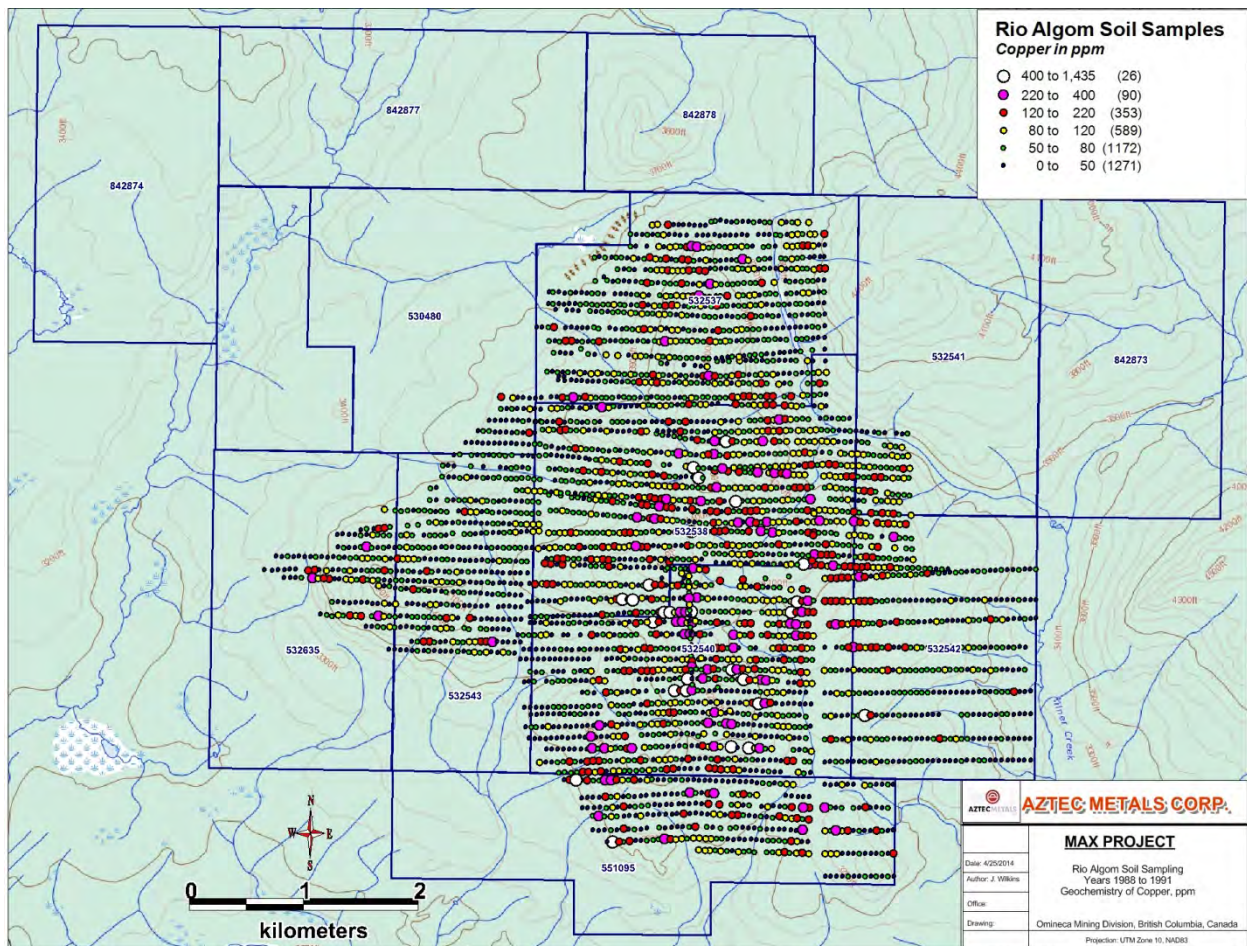 Rio Algom Soil Samples
Copper in ppm
400 to 1,435 (26)
220 to 400 (90)
120 to 220 (353)
80 to 120 (589)
50 to 80 (1172)
0 to 50 (1271)
842877
842878
842874
3800ft
532537
530480
532541
842873
532538
532540
532542
532635
532543
4300ft
551095
N
W E
S
0 1 2
kilometers
AZTEC METALS
AZTEC METALS CORP.
MAX PROJECT
Date: 4/25/2014
Author: J. Wilkins
Office:
Drawing:
Rio Algom Soil Sampling
Years 1988 to 1991
Geochemistry of Copper, ppm
Omineca Mining Division, British Columbia, Canada
Projection: UTM Zone 10, NAD83